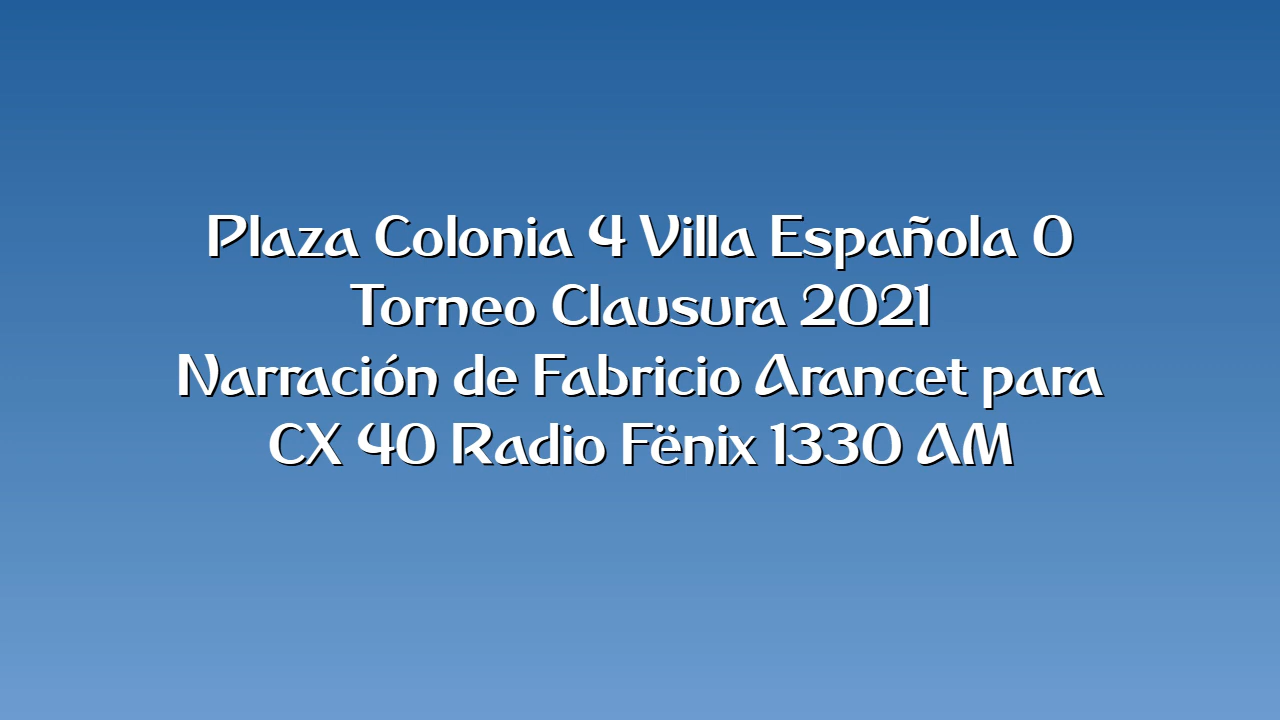 Plaza Colonia 4 Villa Española 0
Torneo Clausura 2021
Narración de Fabricio Arancet para
CX 40 Radio Fënix 1330 AM